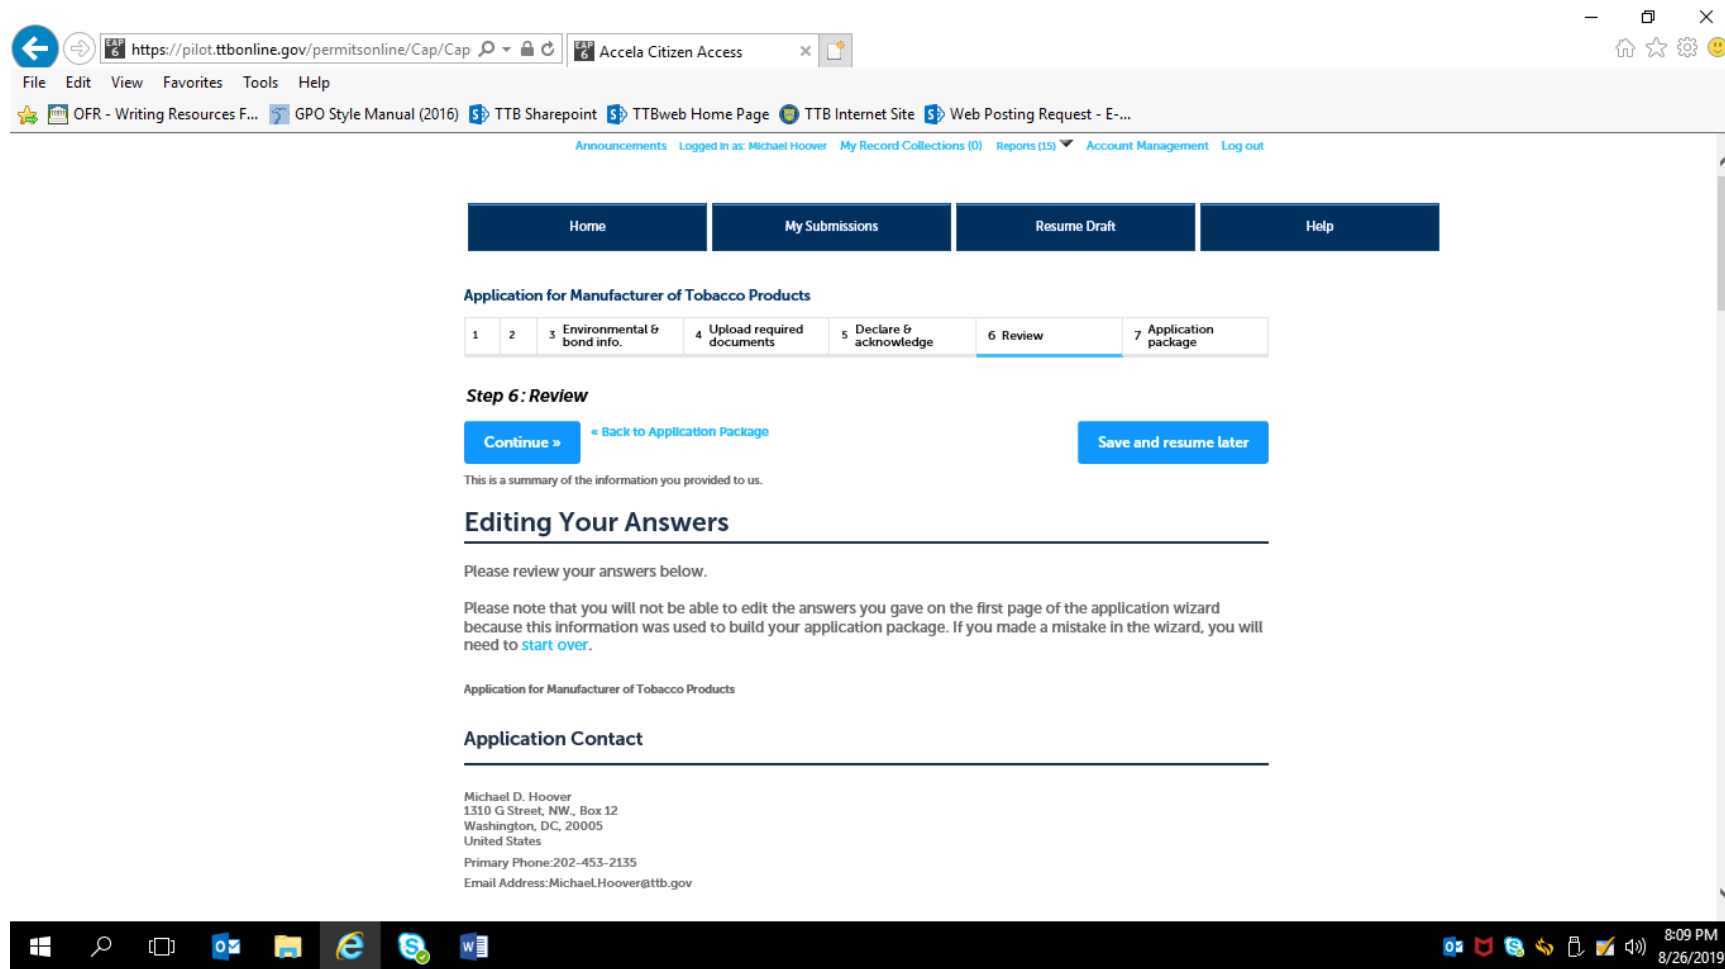 https://pilot.ttbonline.gov/permitsonline/Cap/Cap
EAP 6 Accela Citizen Access
File Edit View Favorites Tools Help
OFR - Writing Resources F... GPO Style Manual (2016) TTB Sharepoint TTBweb Home Page TTB Internet Site Web Posting Request - E-...
Announcements Logged in as: Michael Hoover My Record Collections (0) Reports (15) Account Management Log out
Home My Submissions Resume Draft Help
Application for Manufacturer of Tobacco Products
1 2 3 Environmental & bond info. 4 Upload required documents 5 Declare & acknowledge 6 Review 7 Application package
Step 6: Review
Continue » « Back to Application Package Save and resume later
This is a summary of the information you provided to us.
Editing Your Answers
Please review your answers below.
Please note that you will not be able to edit the answers you gave on the first page of the application wizard
because this information was used to build your application package. If you made a mistake in the wizard, you will
need to start over.
Application for Manufacturer of Tobacco Products
Application Contact
Michael D. Hoover
1310 G Street, NW., Box 12
Washington, DC, 20005
United States
Primary Phone:202-453-2135
Email Address:Michael.Hoover@ttb.gov
8:09 PM
8/26/2019